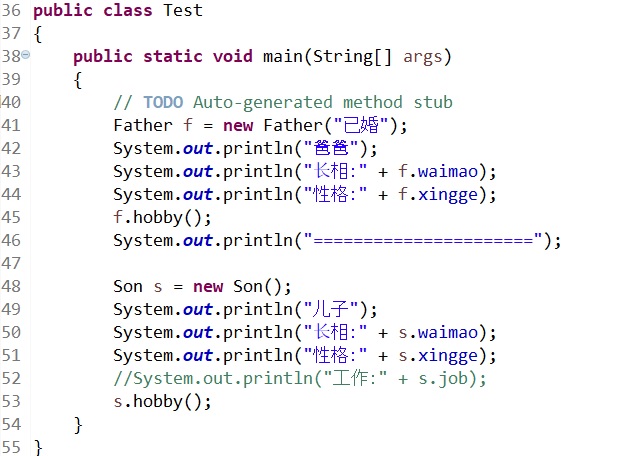 36 public class Test
37 {
38 public static void main(String[] args)
39 {
40 // TODO Auto-generated method stub
41 Father f = new Father("已婚");
42 System.out.println("爸爸");
43 System.out.println("长相:" + f.waimao);
44 System.out.println("性格:" + f.xingge);
45 f.hobby();
46 System.out.println("======================");
47
48 Son s = new Son();
49 System.out.println("儿子");
50 System.out.println("长相:" + s.waimao);
51 System.out.println("性格:" + s.xingge);
52 //System.out.println("工作:" + s.job);
53 s.hobby();
54 }
55 }